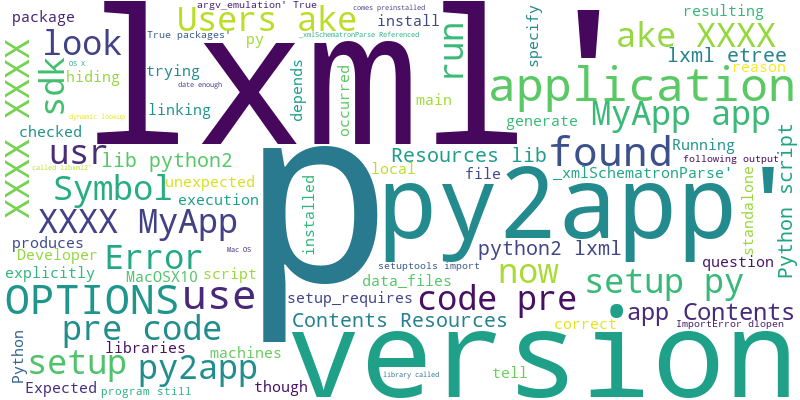 argv_emulation' True
comes preinstalled
package
Users ake
install
_xmlSchematronParse Referenced
resulting
True packages'
py
look
lxml '
run
specify
ake XXXX
OS X
hiding
trying
date enough
depends
occurred
lxml etree
reason
XXXX XXXX
sdk
main
application
dynamic lookup
linking
generate
MyApp app
checked
usr
lib python2
Resources lib
found
Running
following output
called libxml2'
Symbol
unexpected
execution
installed
p
py2app '
local
file
_xmlSchematronParse'
standalone
Python script
XXXX MyApp
produces
Developer
Error
Mac OS
python2 lxml
explicitly
MacOSX10
script
setuptools import
now
question
data_files
setup py
OPTIONS
use
setup_requires
code pre
version
app Contents
pre code
Contents Resources
correct
ImportError dlopen
Python
setup
libraries
machines
py2app
library called
tell
Expected
program still
though